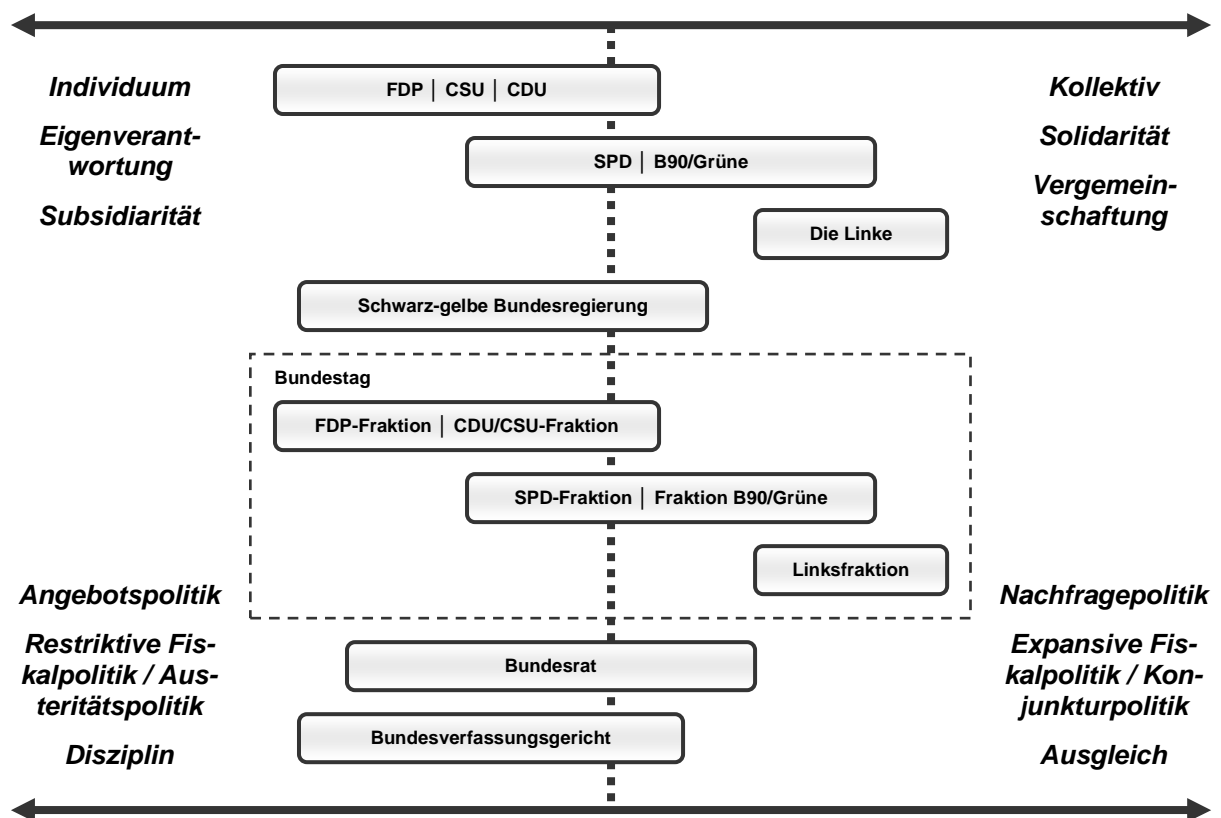 Individuum
Eigenverant-
wortung
Subsidiarität
FDP | CSU | CDU
SPD | B90/Grüne
Die Linke
Kollektiv
Solidarität
Vergemein-
schaftung
Schwarz-gelbe Bundesregierung
Bundestag
FDP-Fraktion | CDU/CSU-Fraktion
SPD-Fraktion | Fraktion B90/Grüne
Linksfraktion
Angebotspolitik
Restriktive Fis-
kalpolitik / Aus-
teritätspolitik
Disziplin
Bundesrat
Bundesverfassungsgericht
Nachfragepolitik
Expansive Fis-
kalpolitik / Kon-
junkturpolitik
Ausgleich